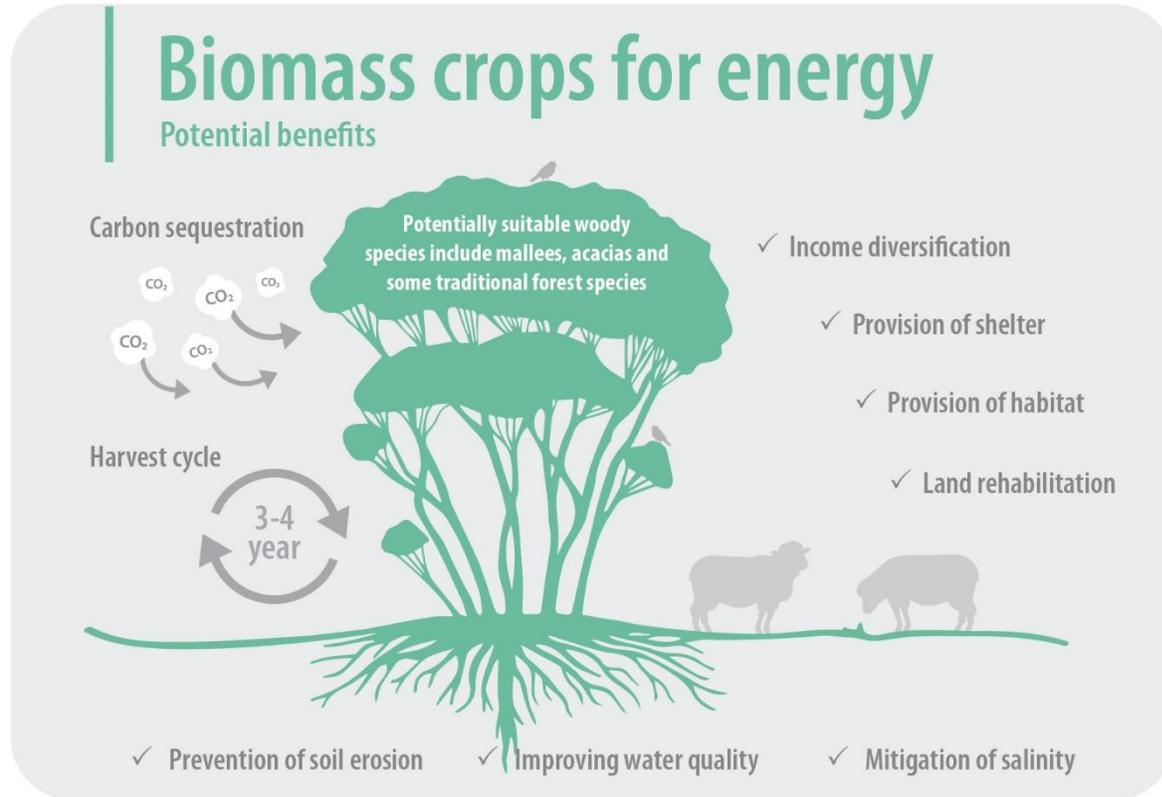 Biomass crops for energy
Potential benefits
Carbon sequestration
CO₂
CO₂
CO₂
CO₂
CO₂
Potentially suitable woody
species include mallees, acacias and
some traditional forest species
✓ Income diversification
✓ Provision of shelter
✓ Provision of habitat
✓ Land rehabilitation
Harvest cycle
3-4
year
✓ Prevention of soil erosion
✓ Improving water quality
✓ Mitigation of salinity